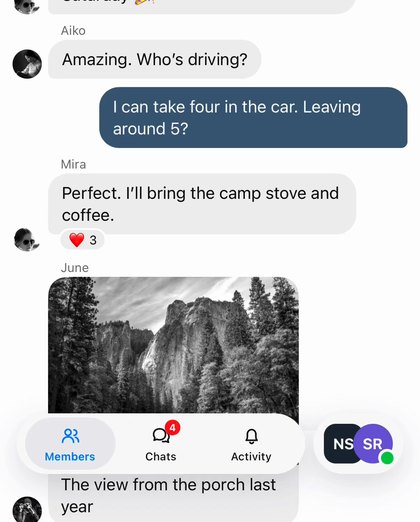 Aiko
Amazing. Who’s driving?
I can take four in the car. Leaving
around 5?
Mira
Perfect. I’ll bring the camp stove and
coffee.
❤️ 3
June
4
Members
Chats
Activity
NS
SR
The view from the porch last
year